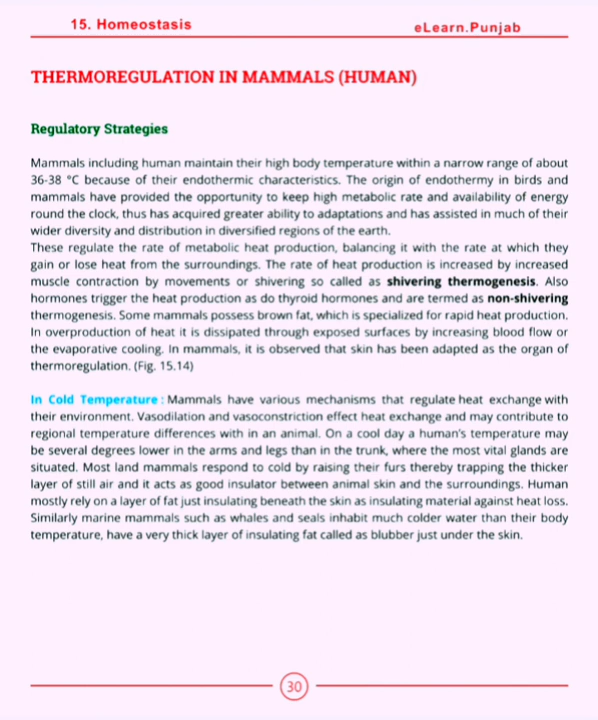 15. Homeostasis
eLearn.Punjab
THERMOREGULATION IN MAMMALS (HUMAN)
Regulatory Strategies
Mammals including human maintain their high body temperature within a narrow range of about
36-38 °C because of their endothermic characteristics. The origin of endothermy in birds and
mammals have provided the opportunity to keep high metabolic rate and availability of energy
round the clock, thus has acquired greater ability to adaptations and has assisted in much of their
wider diversity and distribution in diversified regions of the earth.
These regulate the rate of metabolic heat production, balancing it with the rate at which they
gain or lose heat from the surroundings. The rate of heat production is increased by increased
muscle contraction by movements or shivering so called as shivering thermogenesis. Also
hormones trigger the heat production as do thyroid hormones and are termed as non-shivering
thermogenesis. Some mammals possess brown fat, which is specialized for rapid heat production.
In overproduction of heat it is dissipated through exposed surfaces by increasing blood flow or
the evaporative cooling. In mammals, it is observed that skin has been adapted as the organ of
thermoregulation. (Fig. 15.14)
In Cold Temperature : Mammals have various mechanisms that regulate heat exchange with
their environment. Vasodilation and vasoconstriction effect heat exchange and may contribute to
regional temperature differences with in an animal. On a cool day a human's temperature may
be several degrees lower in the arms and legs than in the trunk, where the most vital glands are
situated. Most land mammals respond to cold by raising their furs thereby trapping the thicker
layer of still air and it acts as good insulator between animal skin and the surroundings. Human
mostly rely on a layer of fat just insulating beneath the skin as insulating material against heat loss.
Similarly marine mammals such as whales and seals inhabit much colder water than their body
temperature, have a very thick layer of insulating fat called as blubber just under the skin.
30